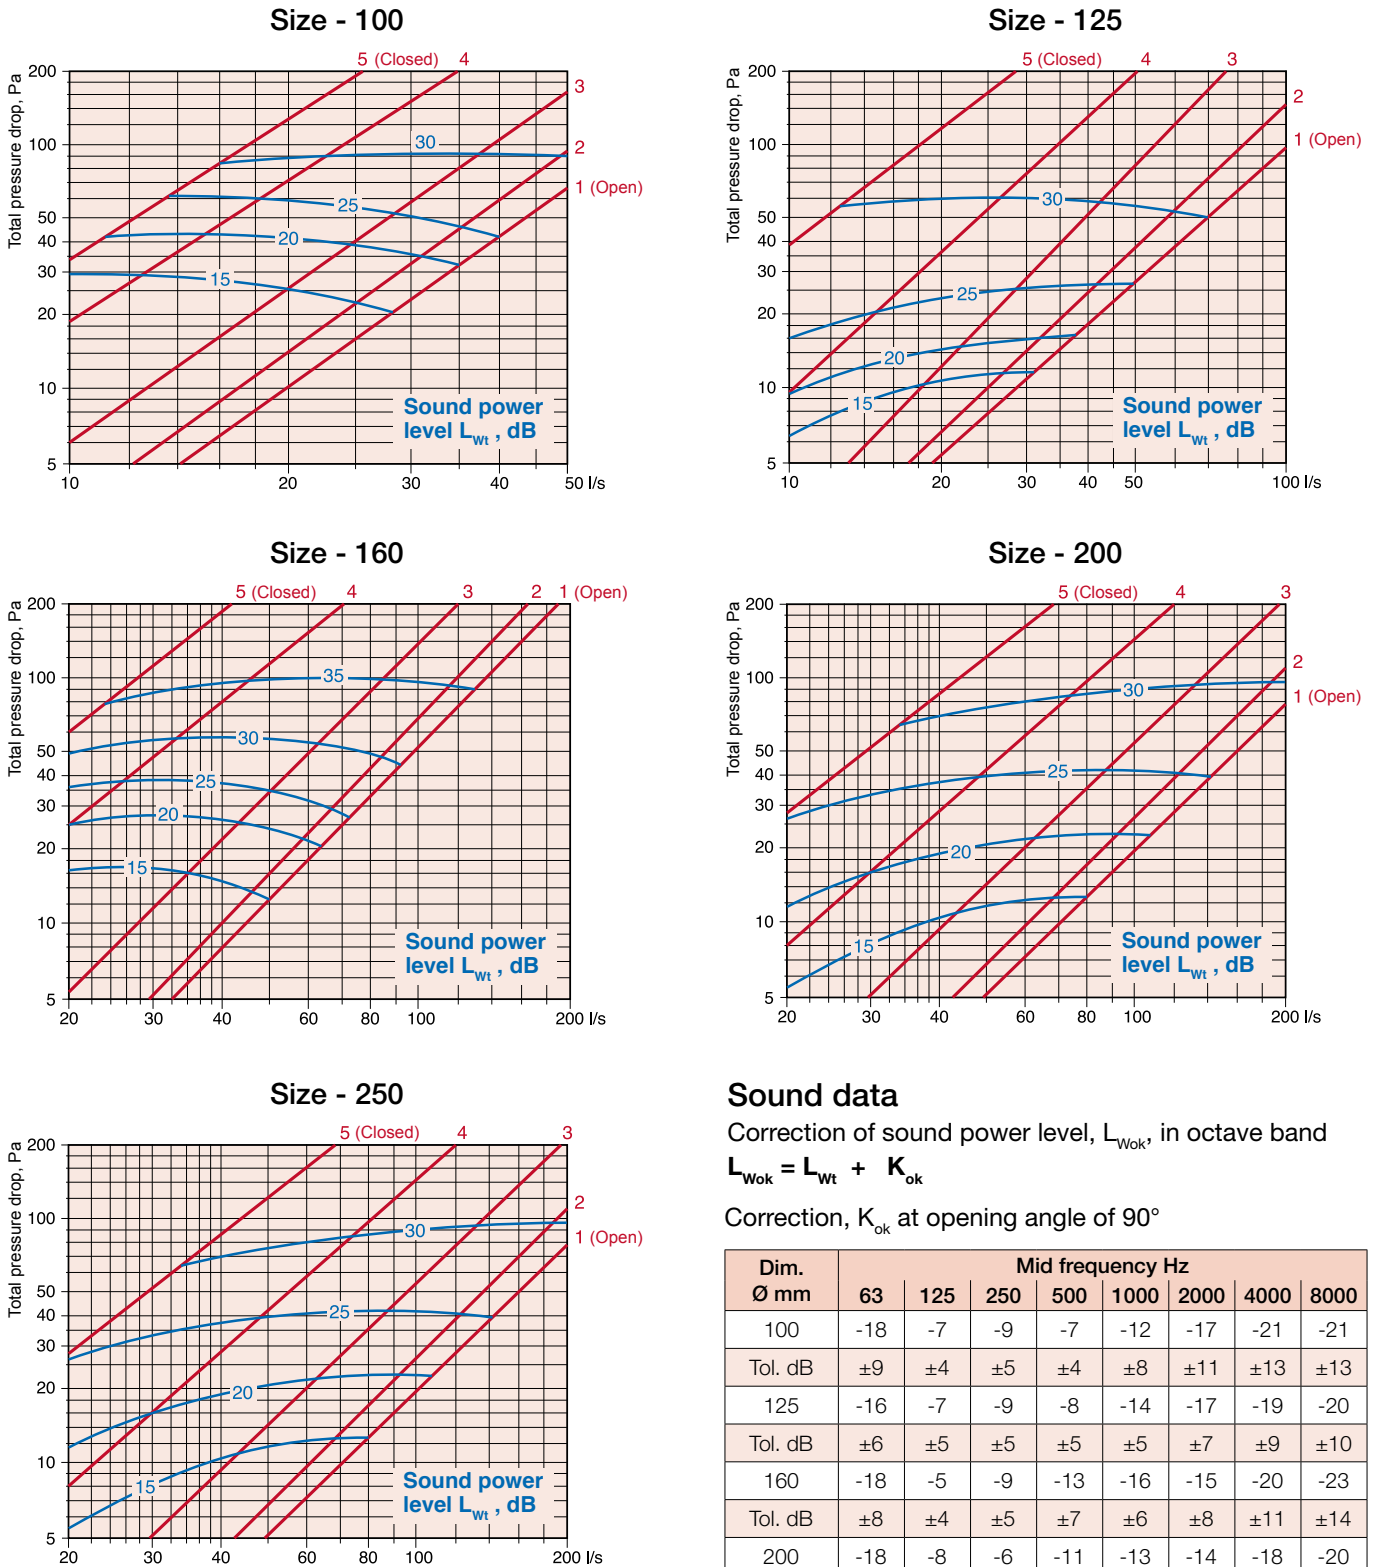 Size - 100
5 (Closed) 4
3
2
1 (Open)
Total pressure drop, Pa
200
100
50
40
30
20
10
5
30
25
20
15
Sound power
level L_Wt , dB
10 20 30 40 50 l/s
Size - 125
5 (Closed) 4 3
2
1 (Open)
Total pressure drop, Pa
200
100
50
40
30
20
10
5
30
25
20
15
Sound power
level L_Wt , dB
10 20 30 40 50 100 l/s
Size - 160
5 (Closed) 4 3 2 1 (Open)
Total pressure drop, Pa
200
100
50
40
30
20
10
5
35
30
25
20
15
Sound power
level L_Wt , dB
20 30 40 60 80 100 200 l/s
Size - 200
5 (Closed) 4 3
2
1 (Open)
Total pressure drop, Pa
200
100
50
40
30
20
10
5
30
25
20
15
Sound power
level L_Wt , dB
20 30 40 60 80 100 200 l/s
Size - 250
5 (Closed) 4 3
2
1 (Open)
Total pressure drop, Pa
200
100
50
40
30
20
10
5
30
25
20
15
Sound power
level L_Wt , dB
20 30 40 60 80 100 200 l/s
Sound data
Correction of sound power level, L_Wok, in octave band
L_Wok = L_Wt + K_ok
Correction, K_ok at opening angle of 90°
Dim. Mid frequency Hz
Ø mm 63 125 250 500 1000 2000 4000 8000
100 -18 -7 -9 -7 -12 -17 -21 -21
Tol. dB ±9 ±4 ±5 ±4 ±8 ±11 ±13 ±13
125 -16 -7 -9 -8 -14 -17 -19 -20
Tol. dB ±6 ±5 ±5 ±5 ±5 ±7 ±9 ±10
160 -18 -5 -9 -13 -16 -15 -20 -23
Tol. dB ±8 ±4 ±5 ±7 ±6 ±8 ±11 ±14
200 -18 -8 -6 -11 -13 -14 -18 -20